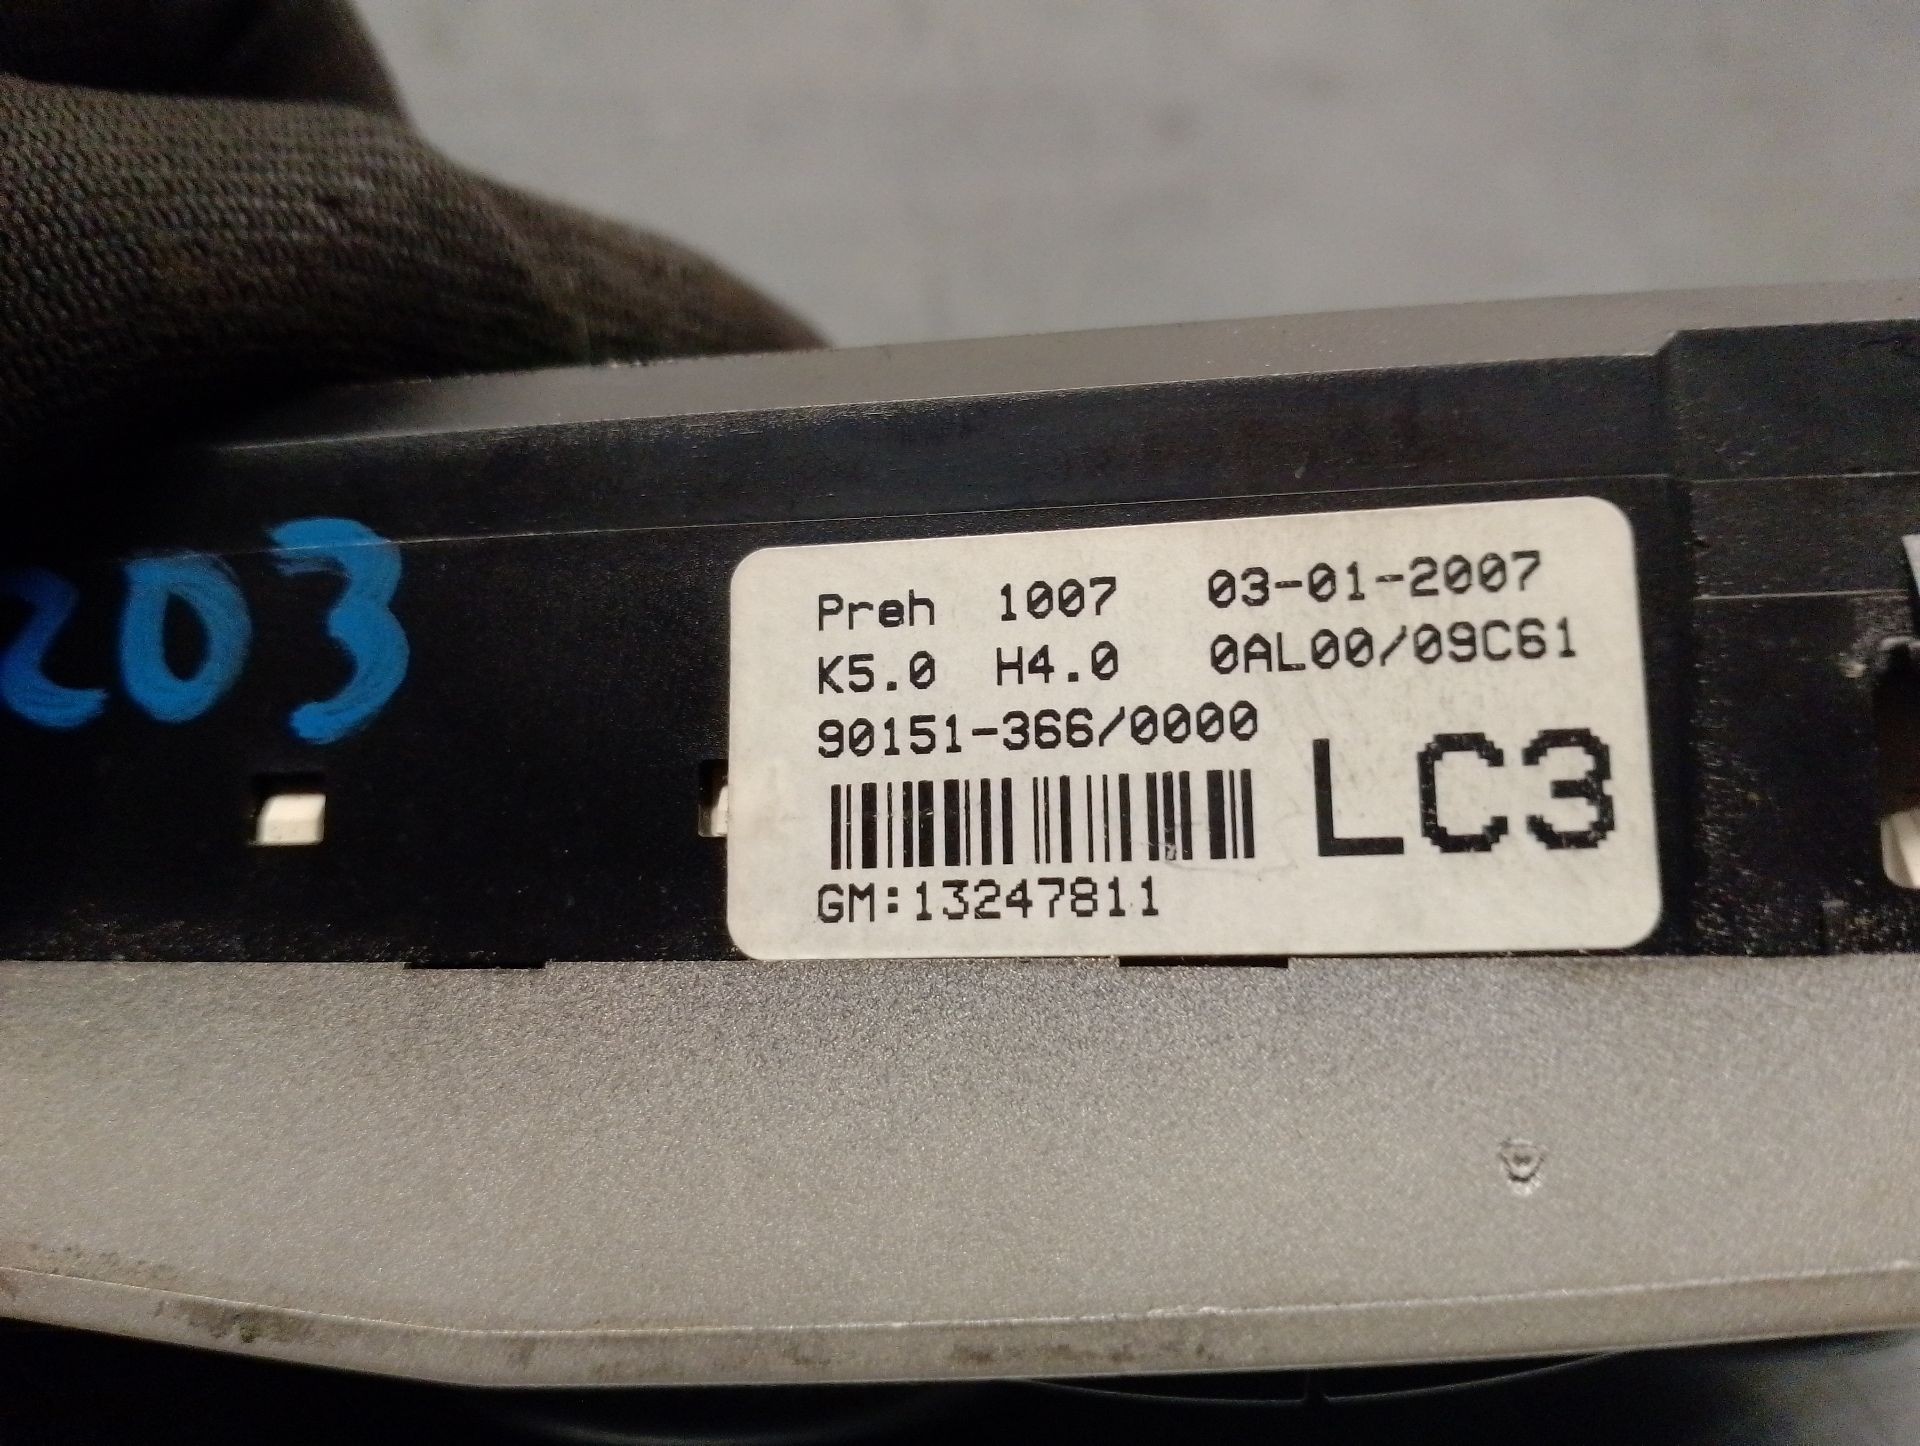 203
Preh 1007 03-01-2007
K5.0 H4.0 0AL00/09C61
90151-366/0000
LC3
GM:13247811